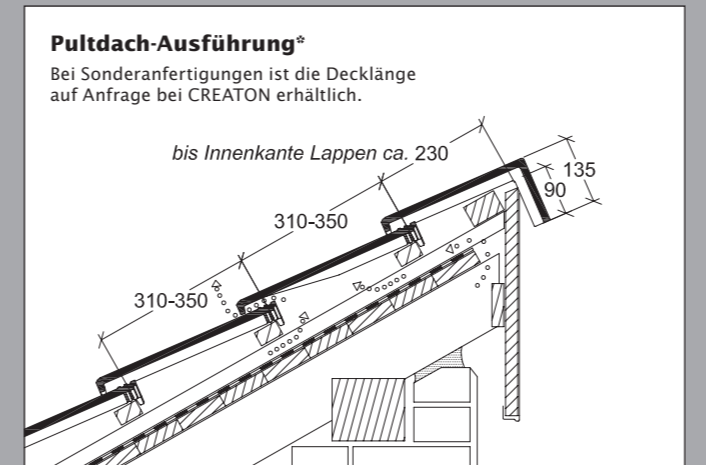 Pultdach-Ausführung*
Bei Sonderanfertigungen ist die Decklänge
auf Anfrage bei CREATON erhältlich.
bis Innenkante Lappen ca. 230
135
90
310-350
310-350